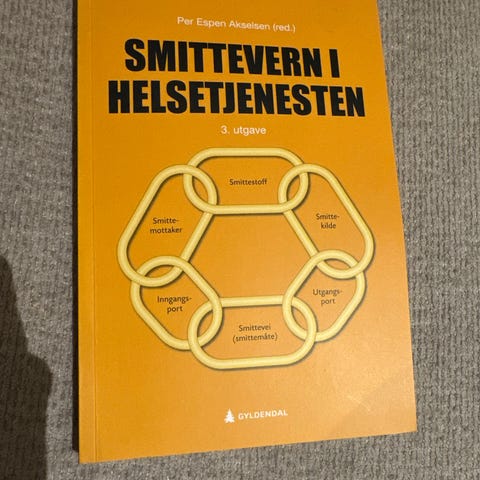 Per Espen Akselsen (red.)
SMITTEVERN I
HELSETJENESTEN
3. utgave
Smittestoff
Smitte-
mottaker
Smitte-
kilde
Inngangs-
port
Utgangs-
port
Smittevei
(smittemåte)
GYLDENDAL